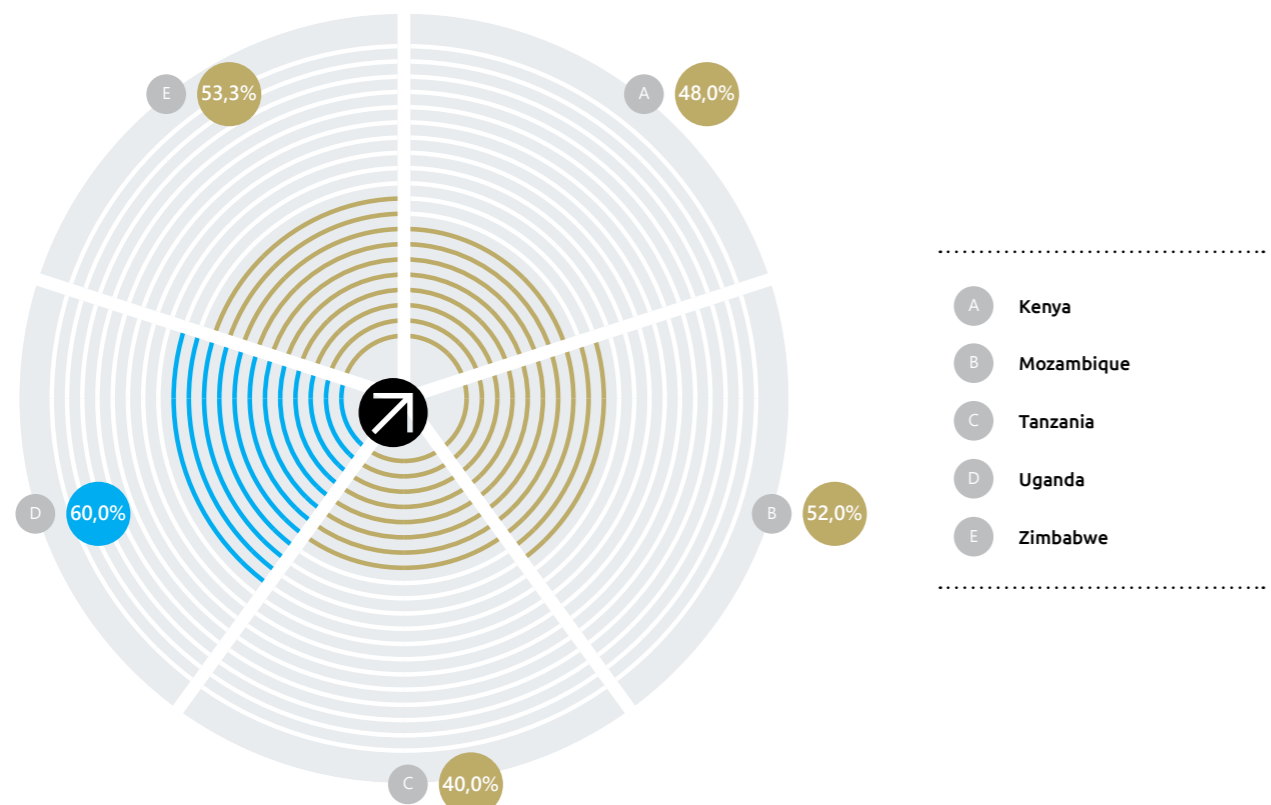 E 53,3%
A 48,0%
D 60,0%
B 52,0%
C 40,0%
A Kenya
B Mozambique
C Tanzania
D Uganda
E Zimbabwe